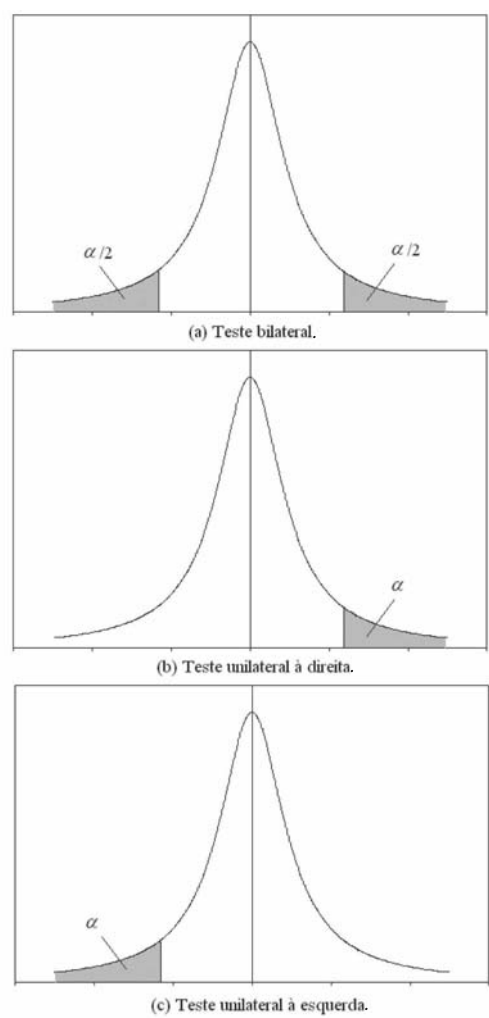 α/2
α/2
(a) Teste bilateral.
α
(b) Teste unilateral à direita.
α
(c) Teste unilateral à esquerda.